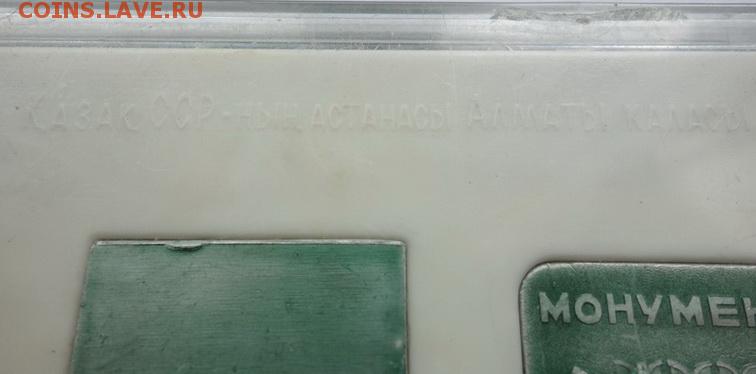 COINS.LAVE.RU
ҚАЗАҚ ССР-НЫҢ АСТАНАСЫ АЛМАТЫ ҚАЛАСЫ
МОНУМЕН